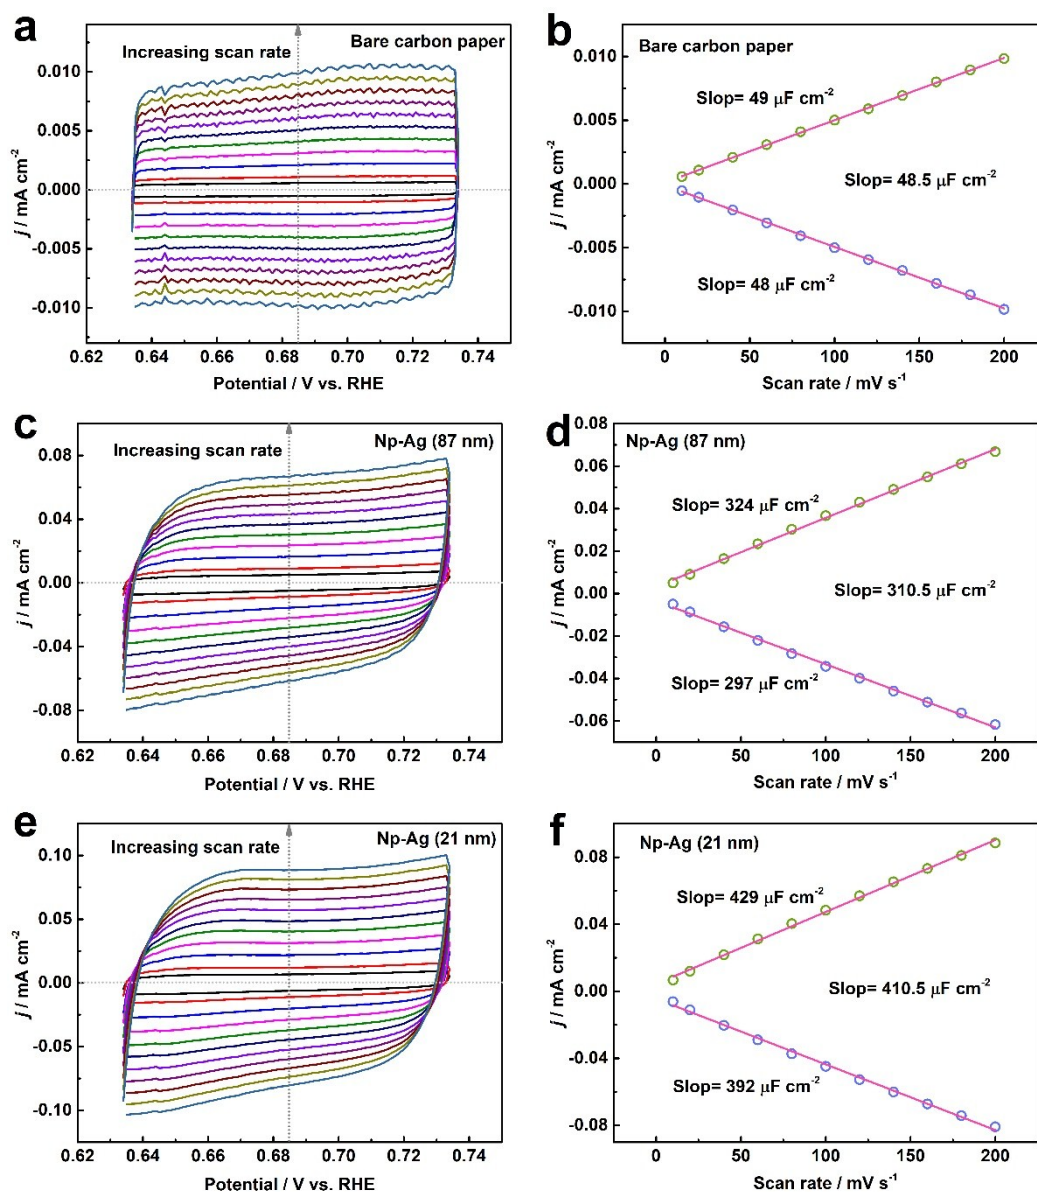 a
Increasing scan rate
Bare carbon paper
j / mA cm-2
0.010
0.005
0.000
-0.005
-0.010
0.62 0.64 0.66 0.68 0.70 0.72 0.74
Potential / V vs. RHE
b
Bare carbon paper
Slop= 49 μF cm-2
Slop= 48.5 μF cm-2
Slop= 48 μF cm-2
j / mA cm-2
0.010
0.005
0.000
-0.005
-0.010
0 50 100 150 200
Scan rate / mV s-1
c
Increasing scan rate
Np-Ag (87 nm)
j / mA cm-2
0.08
0.04
0.00
-0.04
-0.08
0.62 0.64 0.66 0.68 0.70 0.72 0.74
Potential / V vs. RHE
d
Np-Ag (87 nm)
Slop= 324 μF cm-2
Slop= 310.5 μF cm-2
Slop= 297 μF cm-2
j / mA cm-2
0.08
0.06
0.04
0.02
0.00
-0.02
-0.04
-0.06
0 50 100 150 200
Scan rate / mV s-1
e
Increasing scan rate
Np-Ag (21 nm)
j / mA cm-2
0.10
0.05
0.00
-0.05
-0.10
0.62 0.64 0.66 0.68 0.70 0.72 0.74
Potential / V vs. RHE
f
Np-Ag (21 nm)
Slop= 429 μF cm-2
Slop= 410.5 μF cm-2
Slop= 392 μF cm-2
j / mA cm-2
0.08
0.04
0.00
-0.04
-0.08
0 50 100 150 200
Scan rate / mV s-1